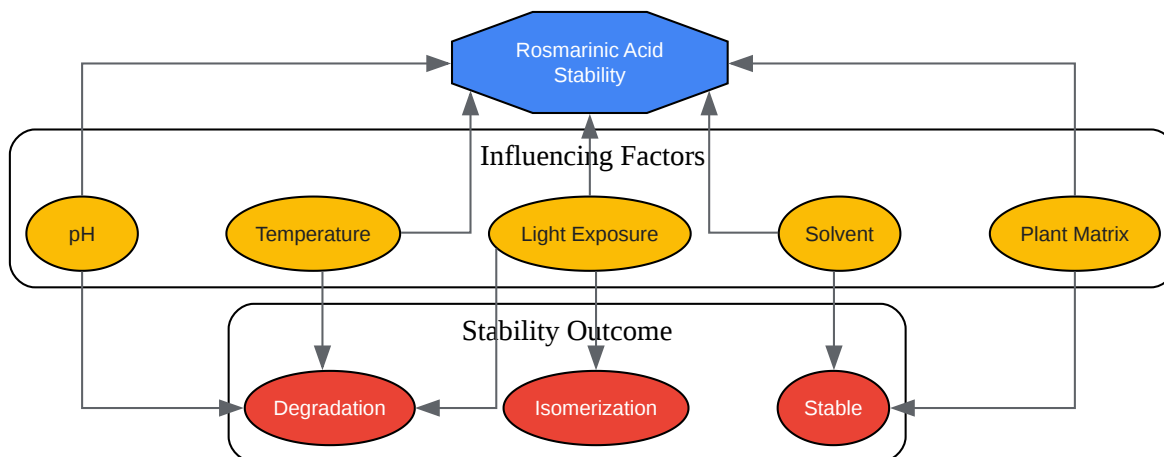 Rosmarinic Acid
Stability
Influencing Factors
pH
Temperature
Light Exposure
Solvent
Plant Matrix
Stability Outcome
Degradation
Isomerization
Stable